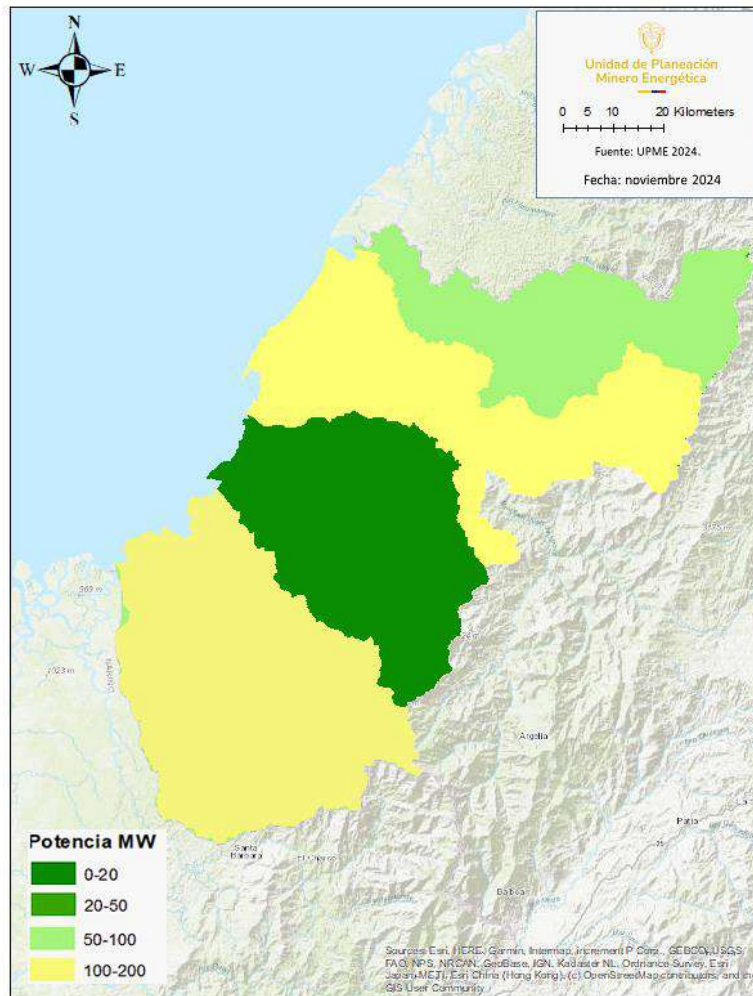 N
W E
S
Unidad de Planeación
Minero Energética
0 5 10 20 Kilometers
Fuente: UPME 2024.
Fecha: noviembre 2024
NARIÑO
Argelia
Patía
Santa
Barbara
El Charco
Balboa
Potencia MW
0-20
20-50
50-100
100-200
Sources: Esri, HERE, Garmin, Intermap, increment P Corp., GEBCO, USGS,
FAO, NPS, NRCAN, GeoBase, IGN, Kadaster NL, Ordnance Survey, Esri
Japan, METI, Esri China (Hong Kong), (c) OpenStreetMap contributors, and the
GIS User Community